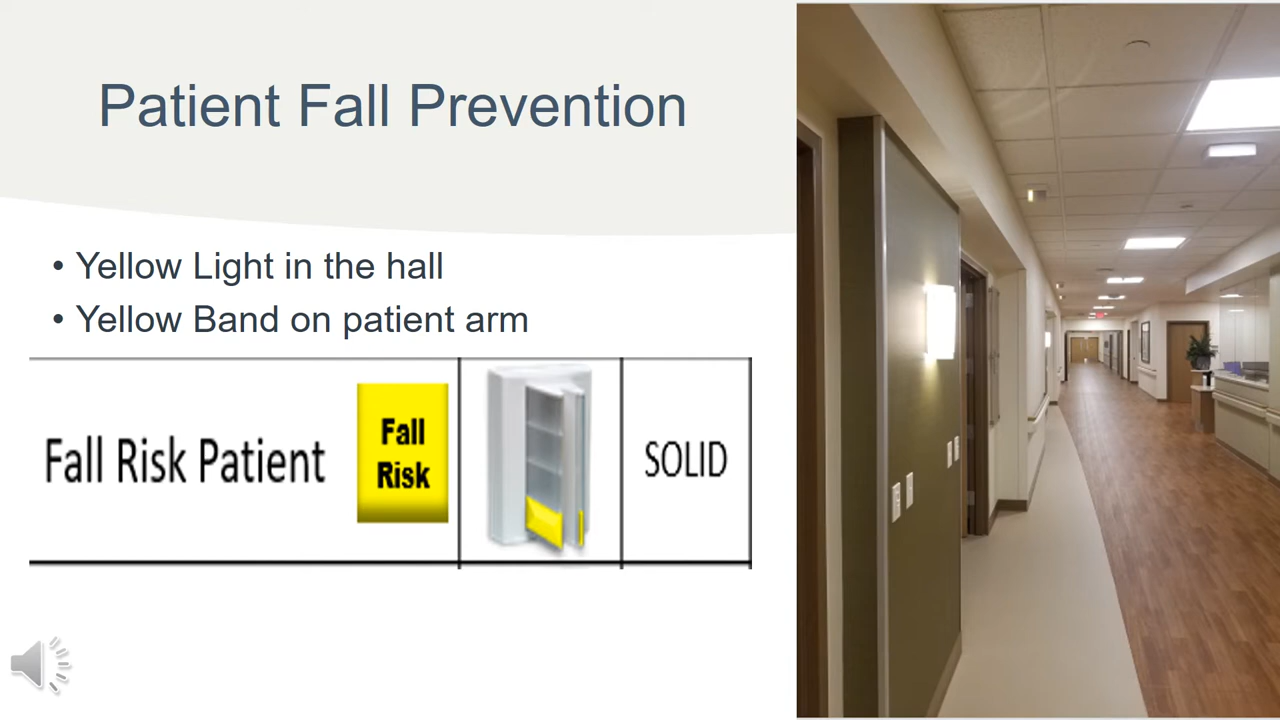 Patient Fall Prevention
• Yellow Light in the hall
• Yellow Band on patient arm
Fall Risk Patient
Fall
Risk
SOLID